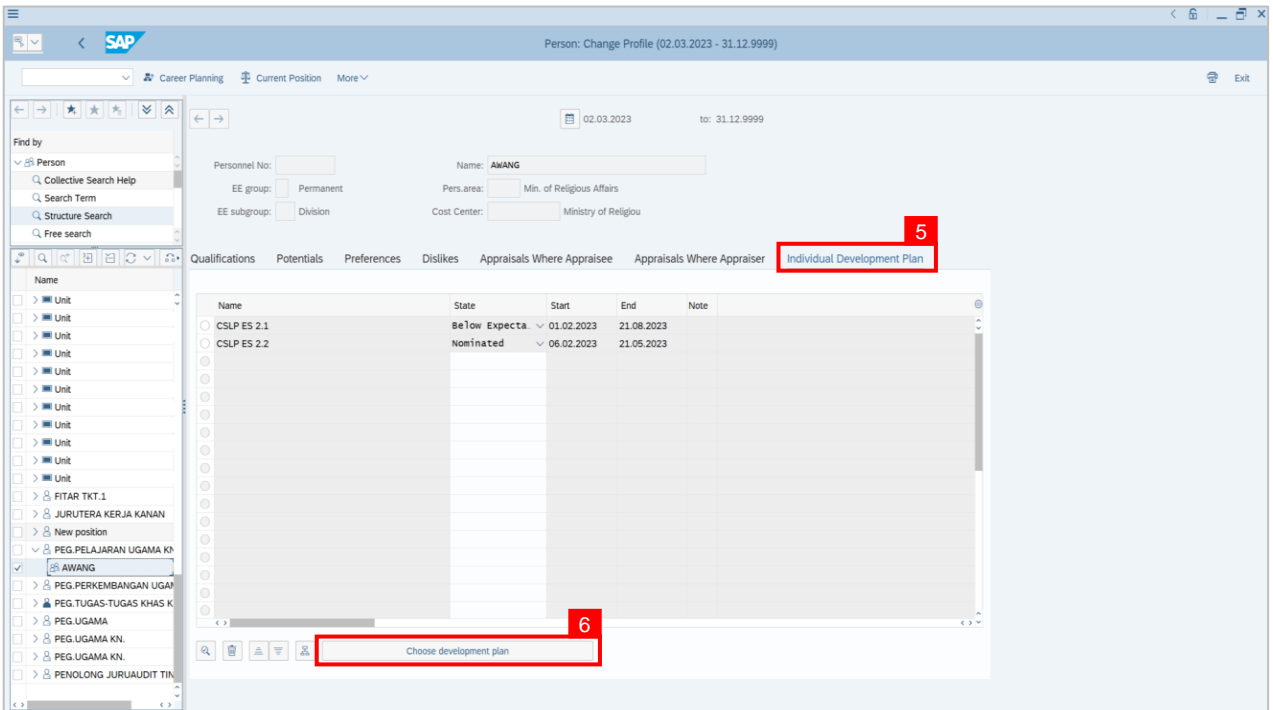 SAP
Person: Change Profile (02.03.2023 - 31.12.9999)
Career Planning Current Position More Exit
02.03.2023 to: 31.12.9999
Find by
Person
Collective Search Help
Search Term
Structure Search
Free search
Personnel No: Name: AWANG
EE group: Permanent Pers.area: Min. of Religious Affairs
EE subgroup: Division Cost Center: Ministry of Religiou
5
Qualifications Potentials Preferences Dislikes Appraisals Where Appraisee Appraisals Where Appraiser Individual Development Plan
Name
Unit
Unit
Unit
Unit
Unit
Unit
Unit
Unit
Unit
Unit
Unit
FITAR TKT.1
JURUTERA KERJA KANAN
New position
PEG.PELAJARAN UGAMA KN
AWANG
PEG.PERKEMBANGAN UGAM
PEG.TUGAS-TUGAS KHAS K
PEG.UGAMA
PEG.UGAMA KN.
PEG.UGAMA KN.
PENOLONG JURUAUDIT TIN
Name State Start End Note
CSLP ES 2.1 Below Expecta. 01.02.2023 21.08.2023
CSLP ES 2.2 Nominated 06.02.2023 21.05.2023
6
Choose development plan